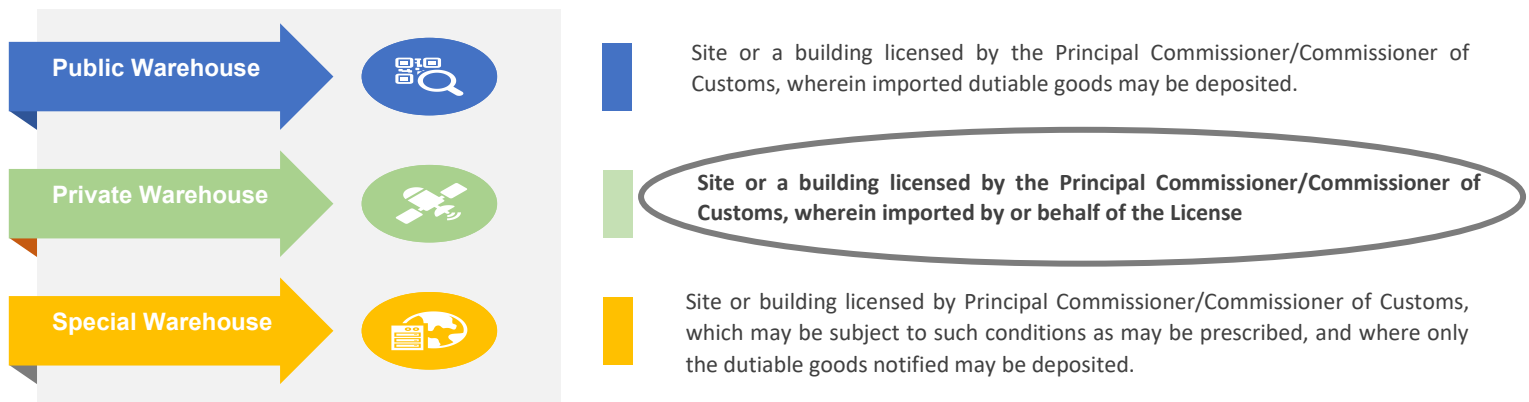 Public Warehouse
Site or a building licensed by the Principal Commissioner/Commissioner of
Customs, wherein imported dutiable goods may be deposited.
Private Warehouse
Site or a building licensed by the Principal Commissioner/Commissioner of
Customs, wherein imported by or behalf of the License
Special Warehouse
Site or building licensed by Principal Commissioner/Commissioner of Customs,
which may be subject to such conditions as may be prescribed, and where only
the dutiable goods notified may be deposited.